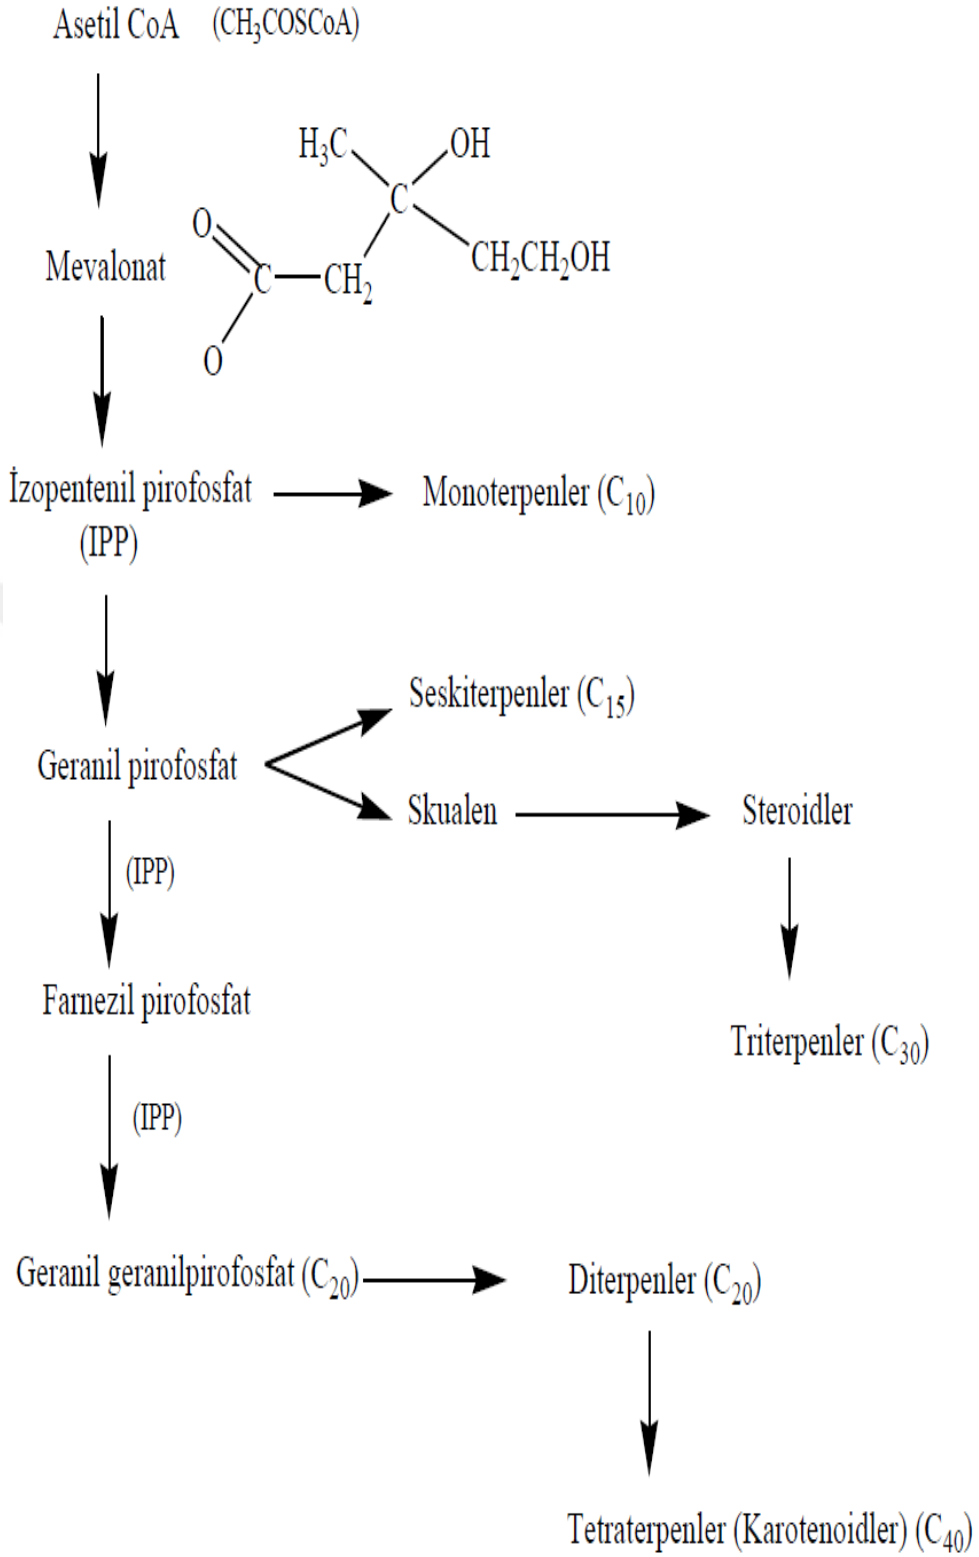 Asetil CoA (CH₃COSCoA)
H₃C OH
C
O
Mevalonat
C CH₂ CH₂CH₂OH
O
İzopentenil pirofosfat Monoterpenler (C₁₀)
(IPP)
Seskiterpenler (C₁₅)
Geranil pirofosfat
Skualen Steroidler
(IPP)
Farnezil pirofosfat
Triterpenler (C₃₀)
(IPP)
Geranil geranilpirofosfat (C₂₀) Diterpenler (C₂₀)
Tetraterpenler (Karotenoidler) (C₄₀)